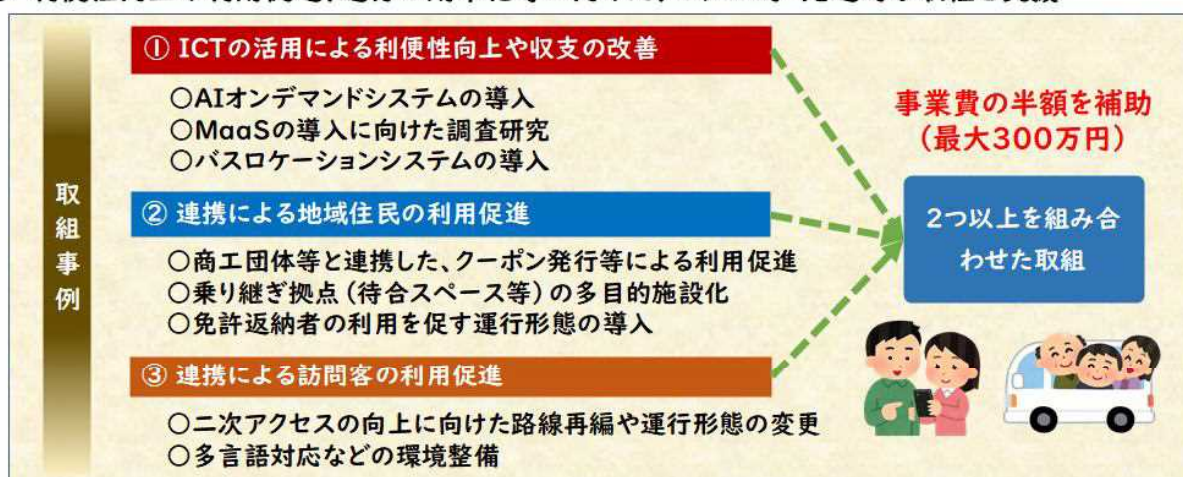 ① ICTの活用による利便性向上や収支の改善
○AIオンデマンドシステムの導入
○MaaSの導入に向けた調査研究
○バスロケーションシステムの導入
取組事例
② 連携による地域住民の利用促進
○商工団体等と連携した、クーポン発行等による利用促進
○乗り継ぎ拠点（待合スペース等）の多目的施設化
○免許返納者の利用を促す運行形態の導入
③ 連携による訪問客の利用促進
○二次アクセスの向上に向けた路線再編や運行形態の変更
○多言語対応などの環境整備
事業費の半額を補助
（最大300万円）
2つ以上を組み合
わせた取組